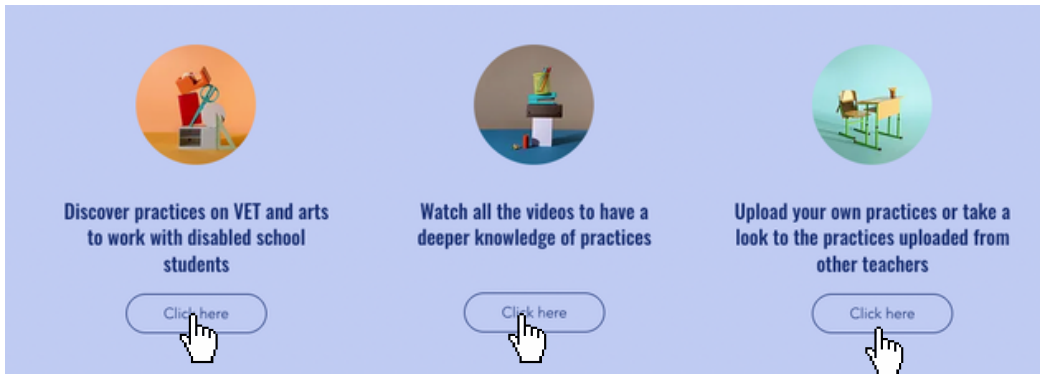 Discover practices on VET and arts
to work with disabled school
students
Click here
Watch all the videos to have a
deeper knowledge of practices
Click here
Upload your own practices or take a
look to the practices uploaded from
other teachers
Click here